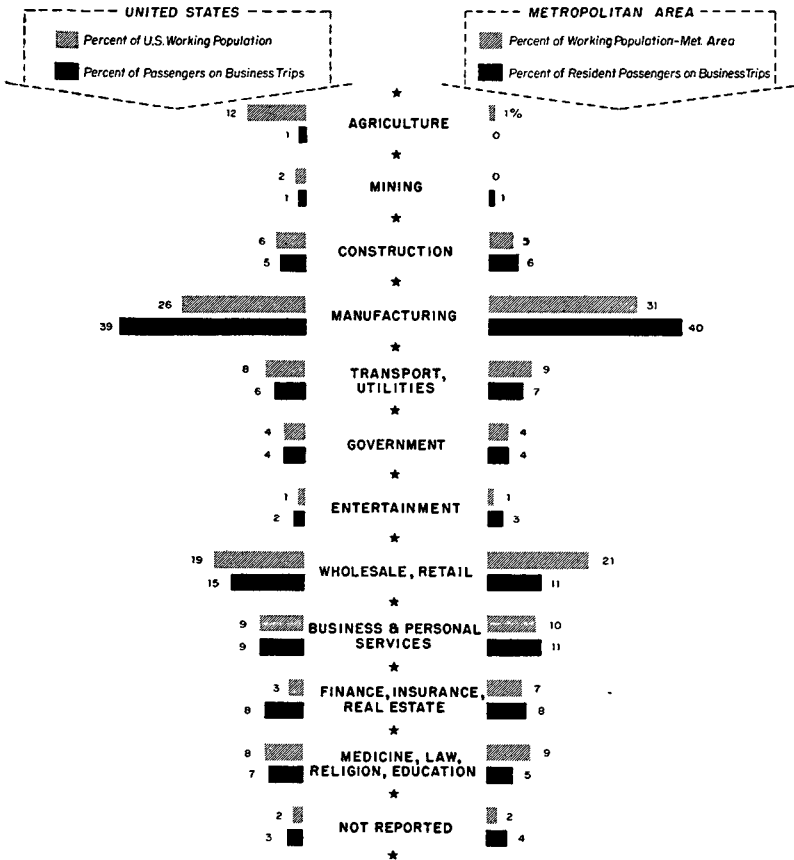 UNITED STATES
Percent of U.S. Working Population
Percent of Passengers on Business Trips
METROPOLITAN AREA
Percent of Working Population-Met. Area
Percent of Resident Passengers on Business Trips
12 1%
AGRICULTURE
1 0
2 0
MINING
1 1
6 5
CONSTRUCTION
5 6
26 31
MANUFACTURING
39 40
8 9
TRANSPORT,
UTILITIES
6 7
4 4
GOVERNMENT
4 4
1 1
ENTERTAINMENT
2 3
19 21
WHOLESALE, RETAIL
15 11
9 10
BUSINESS & PERSONAL
SERVICES
9 11
3 7
FINANCE, INSURANCE,
REAL ESTATE
8 8
8 9
MEDICINE, LAW,
RELIGION, EDUCATION
7 5
2 2
NOT REPORTED
3 4